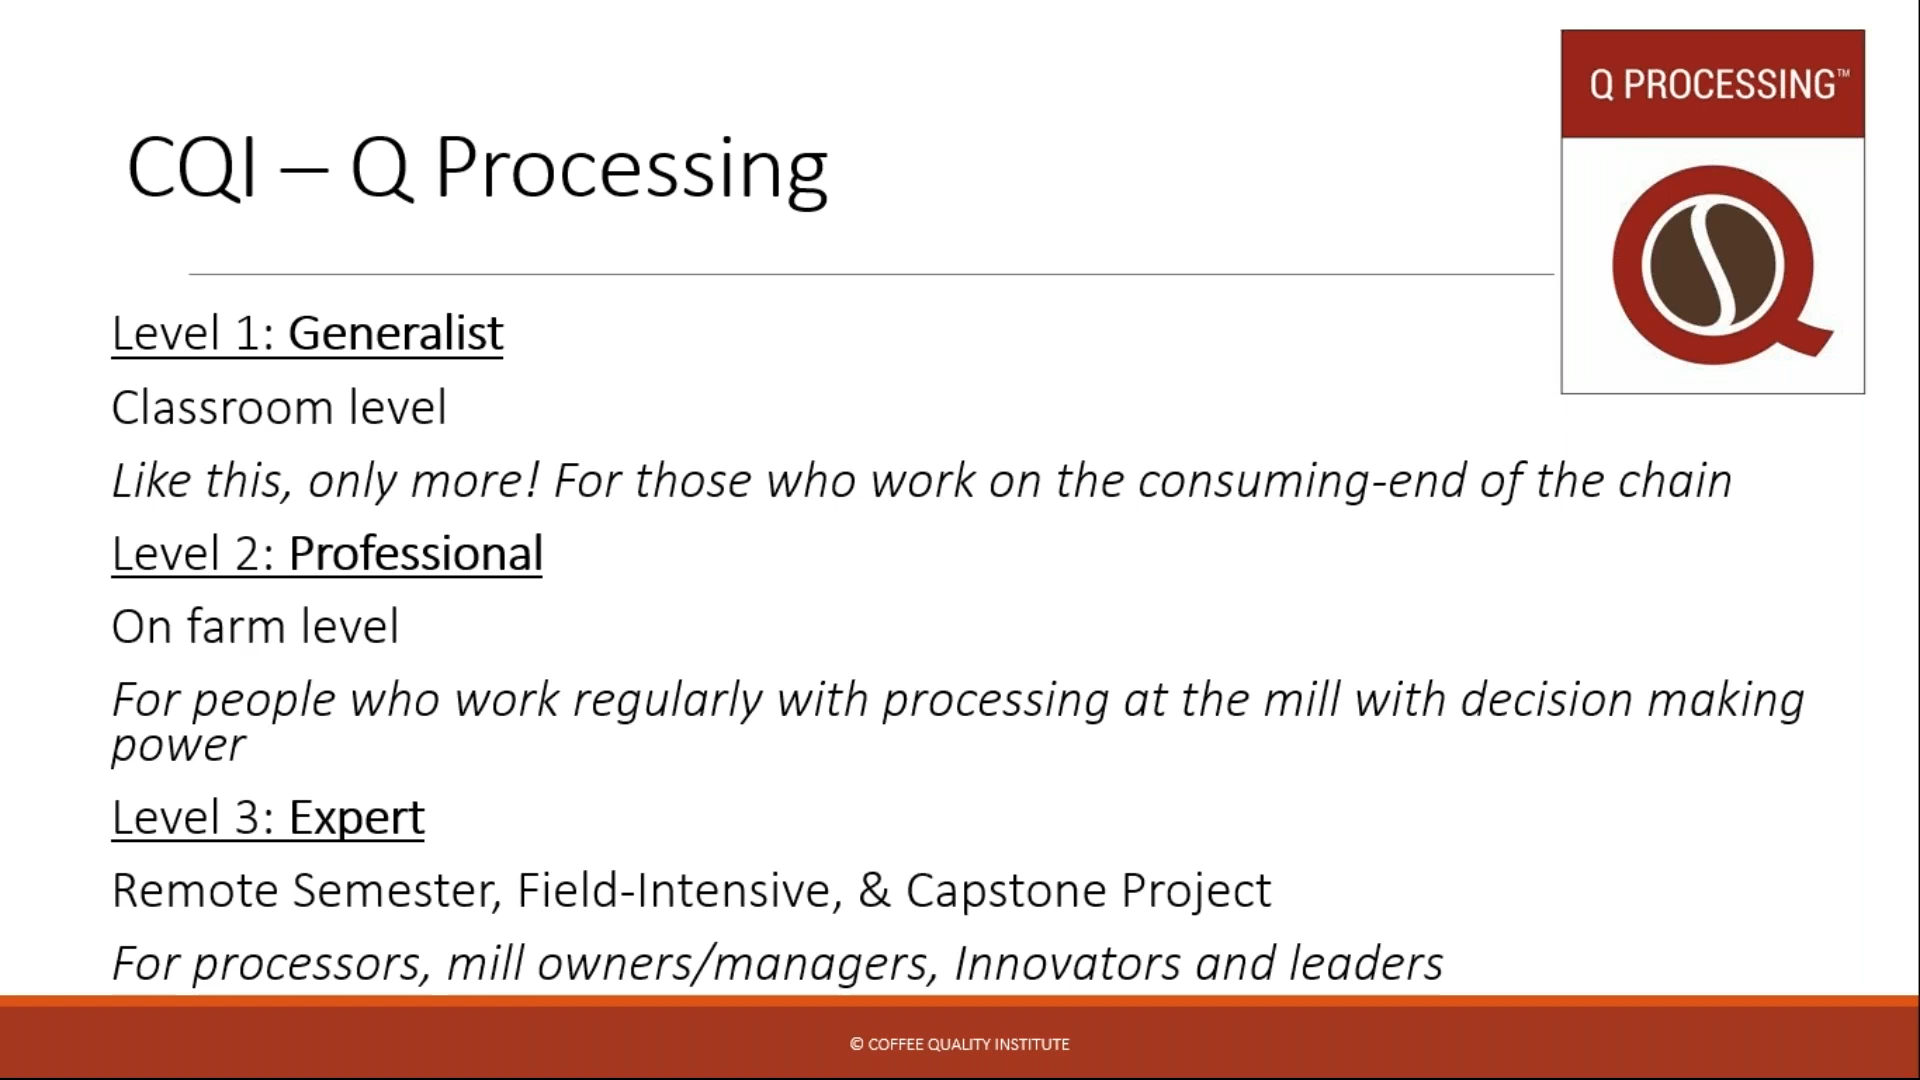 Q PROCESSING™
CQI – Q Processing
Level 1: Generalist
Classroom level
Like this, only more! For those who work on the consuming-end of the chain
Level 2: Professional
On farm level
For people who work regularly with processing at the mill with decision making
power
Level 3: Expert
Remote Semester, Field-Intensive, & Capstone Project
For processors, mill owners/managers, Innovators and leaders
© COFFEE QUALITY INSTITUTE